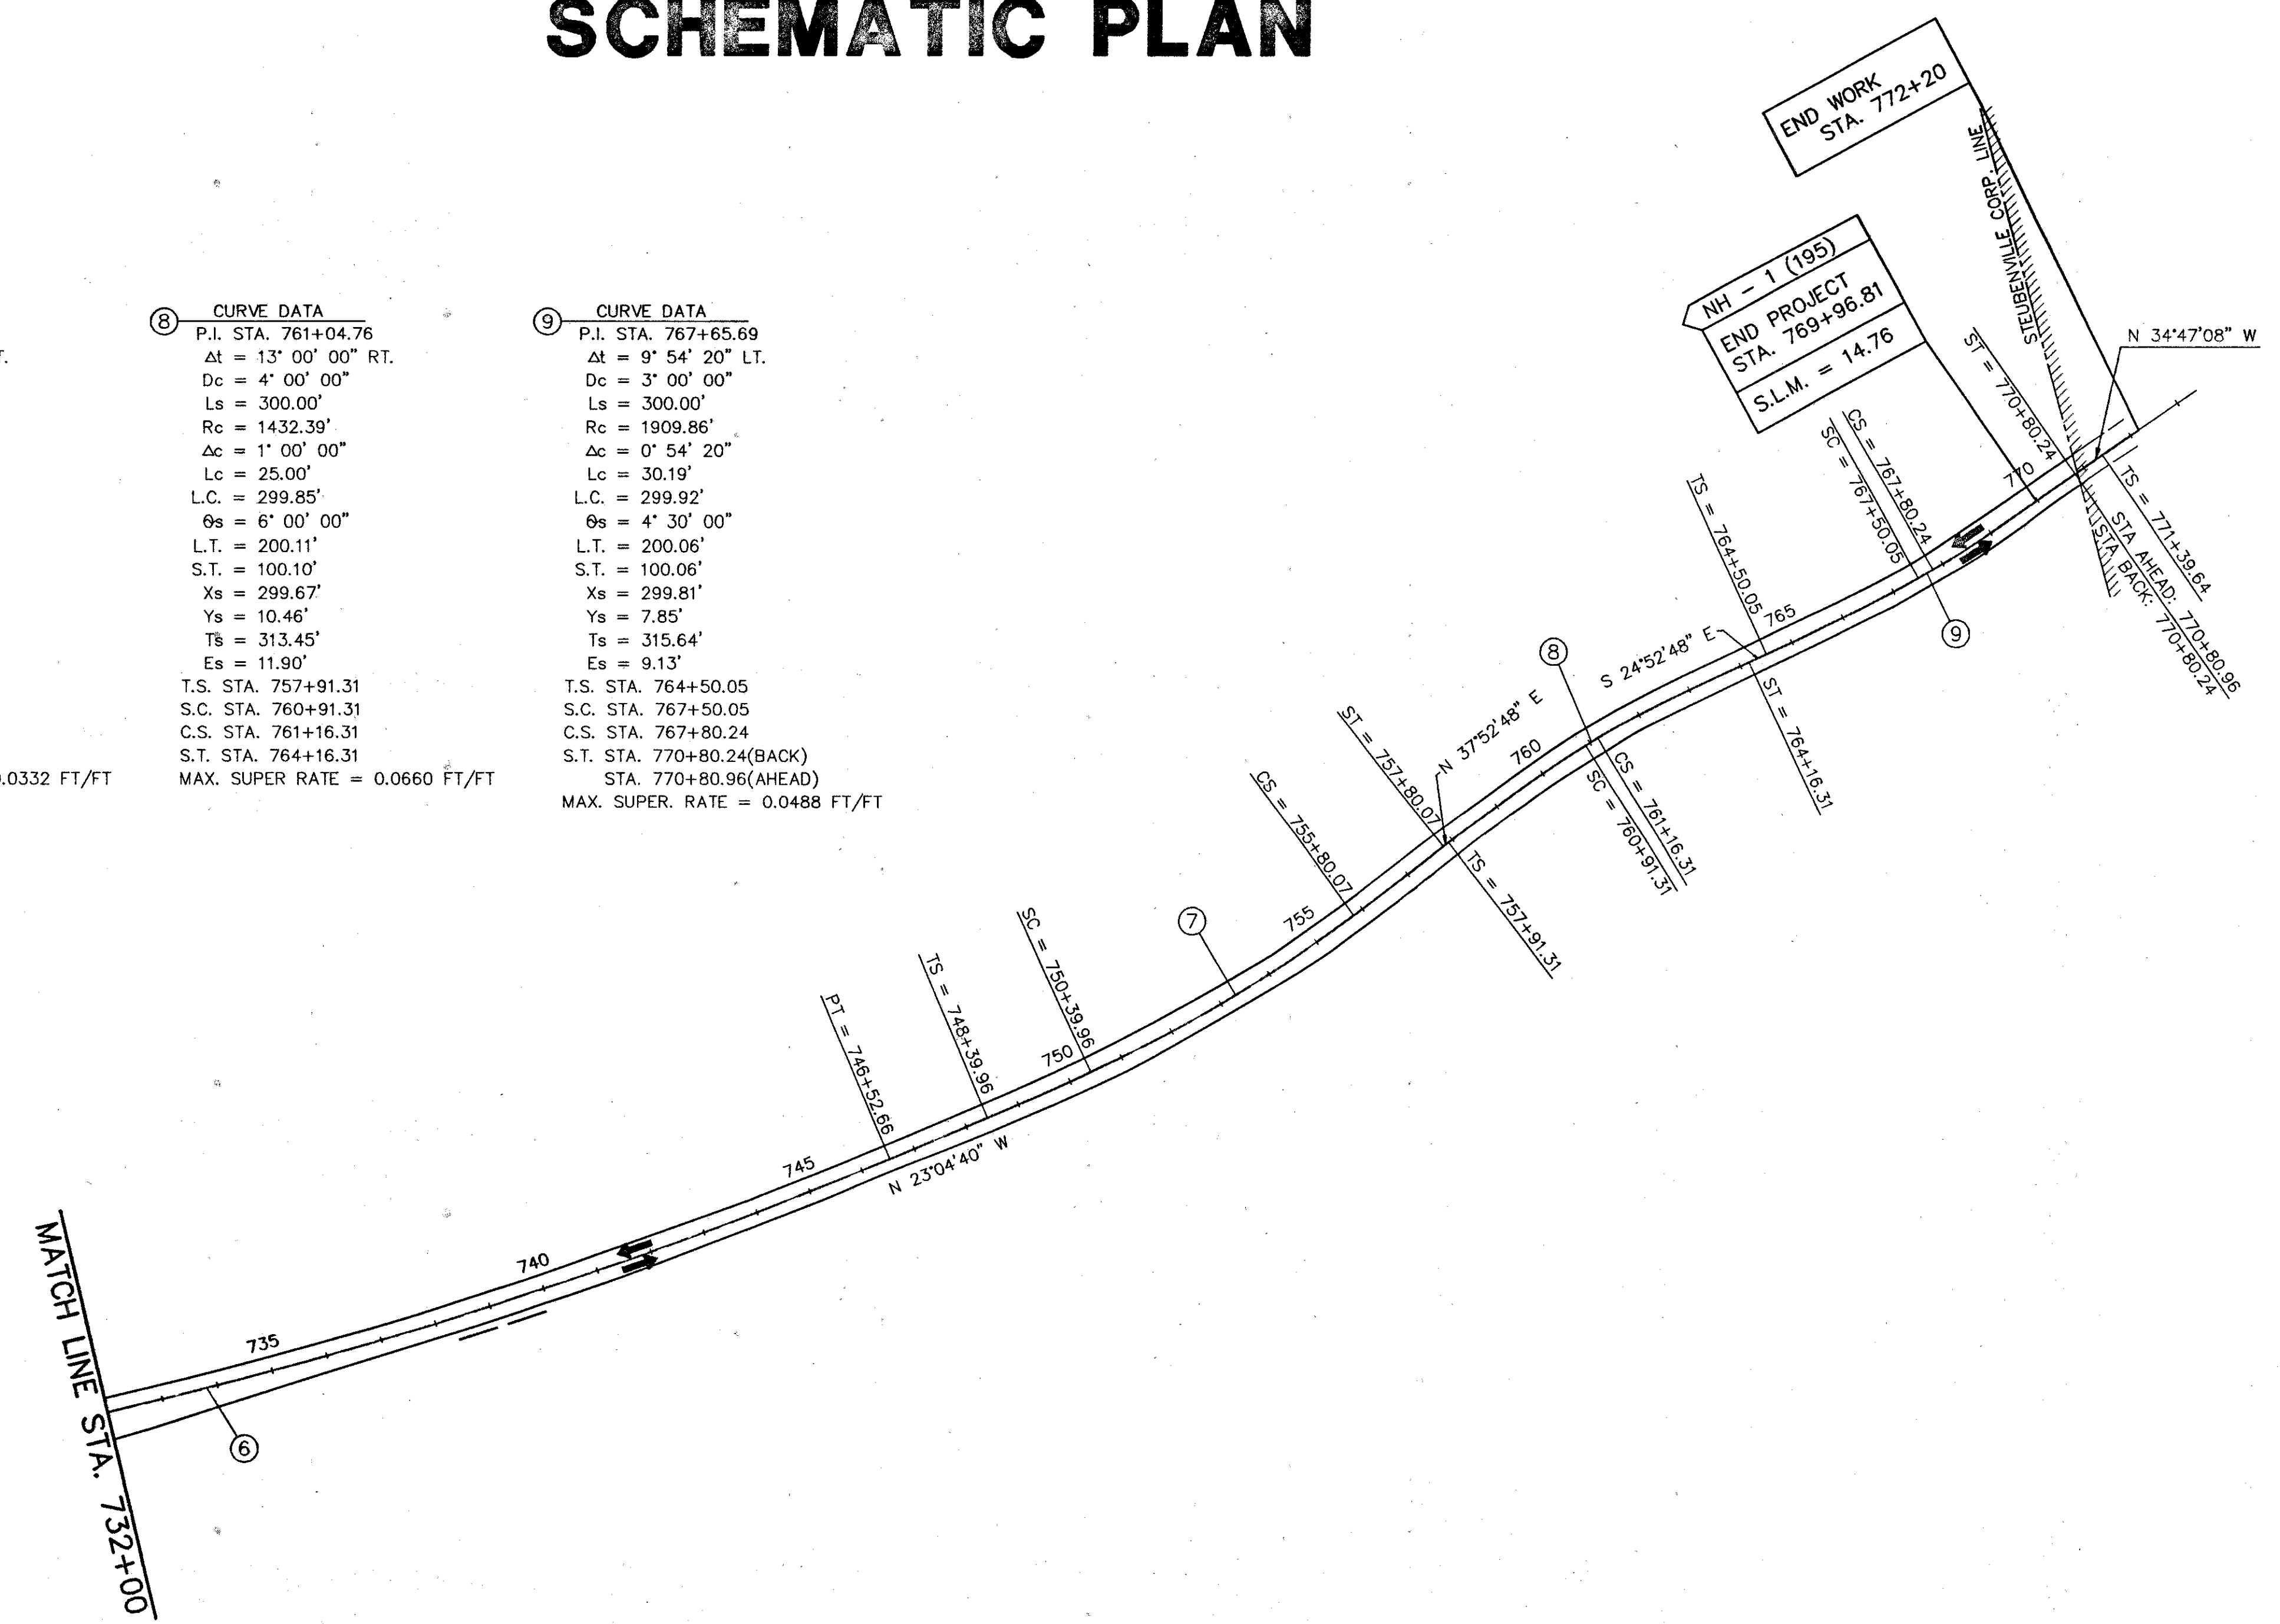 SCHEMATIC PLAN
END WORK
STA. 772+20
STEUBENVILLE CORP. LINE
NH - 1 (195)
END PROJECT
STA. 769+96.81
S.L.M. = 14.76
N 34°47'08" W
8
CURVE DATA
P.I. STA. 761+04.76
Δt = 13° 00' 00" RT.
Dc = 4° 00' 00"
Ls = 300.00'
Rc = 1432.39'
Δc = 1° 00' 00"
Lc = 25.00'
L.C. = 299.85'
θs = 6° 00' 00"
L.T. = 200.11'
S.T. = 100.10'
Xs = 299.67'
Ys = 10.46'
Ts = 313.45'
Es = 11.90'
T.S. STA. 757+91.31
S.C. STA. 760+91.31
C.S. STA. 761+16.31
S.T. STA. 764+16.31
MAX. SUPER RATE = 0.0660 FT/FT
9
CURVE DATA
P.I. STA. 767+65.69
Δt = 9° 54' 20" LT.
Dc = 3° 00' 00"
Ls = 300.00'
Rc = 1909.86'
Δc = 0° 54' 20"
Lc = 30.19'
L.C. = 299.92'
θs = 4° 30' 00"
L.T. = 200.06'
S.T. = 100.06'
Xs = 299.81'
Ys = 7.85'
Ts = 315.64'
Es = 9.13'
T.S. STA. 764+50.05
S.C. STA. 767+50.05
C.S. STA. 767+80.24
S.T. STA. 770+80.24(BACK)
STA. 770+80.96(AHEAD)
MAX. SUPER. RATE = 0.0488 FT/FT
T.
.0332 FT/FT
ST = 770+80.24
CS = 767+80.24
SC = 767+50.05
TS = 764+50.05
70
TS = 771+39.64
STA AHEAD: 770+80.96
STA BACK: 770+80.24
765
9
8
S 24°52'48" E
ST = 764+16.31
N 37°52'48" E
760
ST = 757+80.07
CS = 761+16.31
SC = 760+91.31
CS = 755+80.07
TS = 757+91.31
755
7
SC = 750+39.96
TS = 748+39.96
750
PT = 746+52.66
N 23°04'40" W
745
740
735
6
MATCH LINE STA. 732+00